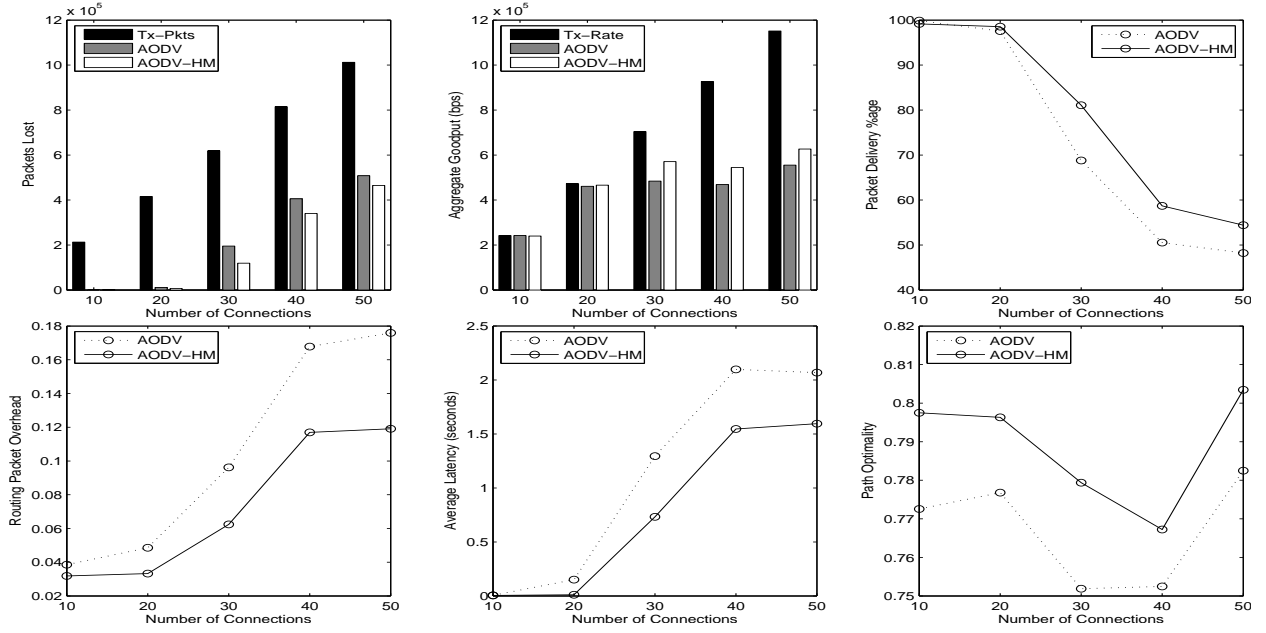 12 x 10⁵
Tx−Pkts
AODV
AODV−HM
10
8
6
4
2
0
Packets Lost
10 20 30 40 50
Number of Connections
12 x 10⁵
Tx−Rate
AODV
AODV−HM
10
8
6
4
2
0
Aggregate Goodput (bps)
10 20 30 40 50
Number of Connections
100
90
80
70
60
50
40
AODV
AODV−HM
Packet Delivery %age
10 20 30 40 50
Number of Connections
0.18
0.16
0.14
0.12
0.1
0.08
0.06
0.04
0.02
AODV
AODV−HM
Routing Packet Overhead
10 20 30 40 50
Number of Connections
2.5
2
1.5
1
0.5
0
AODV
AODV−HM
Average Latency (seconds)
10 20 30 40 50
Number of Connections
0.82
0.81
0.8
0.79
0.78
0.77
0.76
0.75
AODV
AODV−HM
Path Optimality
10 20 30 40 50
Number of Connections